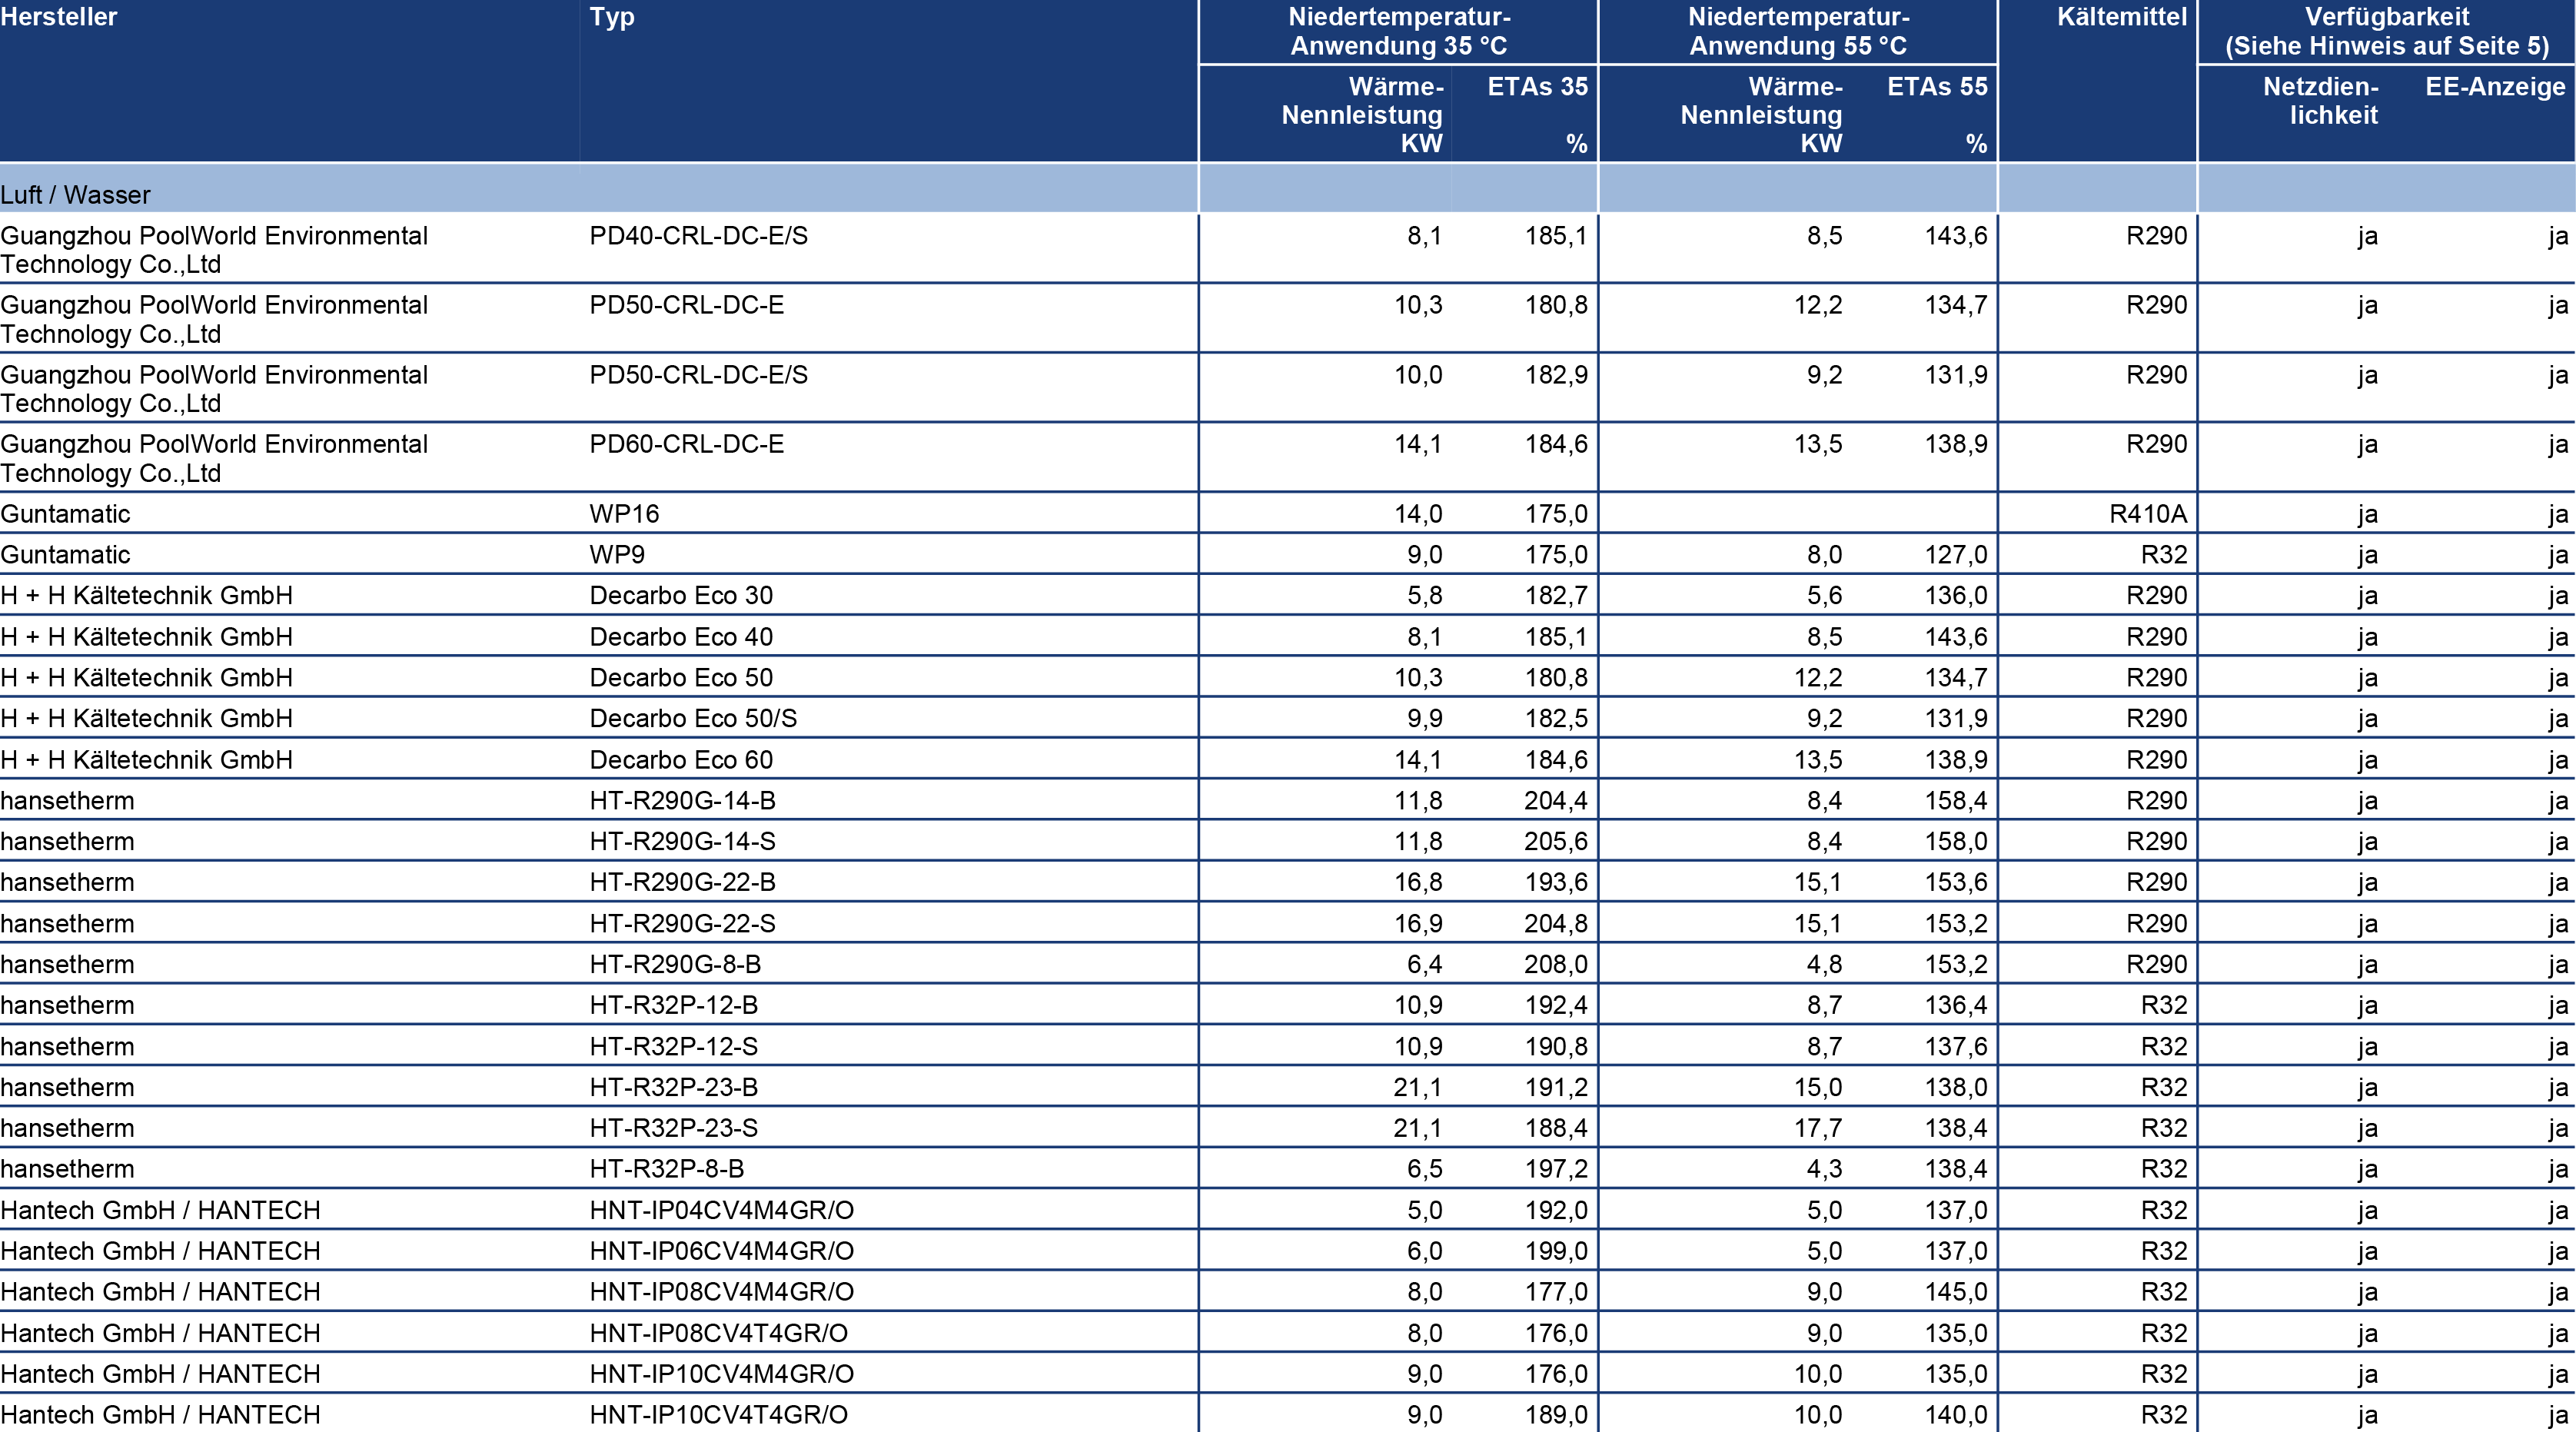 Hersteller Typ Niedertemperatur- Niedertemperatur- Kältemittel Verfügbarkeit
Anwendung 35 °C Anwendung 55 °C (Siehe Hinweis auf Seite 5)
Wärme- ETAs 35 Wärme- ETAs 55 Netzdien- EE-Anzeige
Nennleistung Nennleistung lichkeit
KW % KW %
Luft / Wasser
Guangzhou PoolWorld Environmental PD40-CRL-DC-E/S 8,1 185,1 8,5 143,6 R290 ja ja
Technology Co.,Ltd
Guangzhou PoolWorld Environmental PD50-CRL-DC-E 10,3 180,8 12,2 134,7 R290 ja ja
Technology Co.,Ltd
Guangzhou PoolWorld Environmental PD50-CRL-DC-E/S 10,0 182,9 9,2 131,9 R290 ja ja
Technology Co.,Ltd
Guangzhou PoolWorld Environmental PD60-CRL-DC-E 14,1 184,6 13,5 138,9 R290 ja ja
Technology Co.,Ltd
Guntamatic WP16 14,0 175,0 R410A ja ja
Guntamatic WP9 9,0 175,0 8,0 127,0 R32 ja ja
H + H Kältetechnik GmbH Decarbo Eco 30 5,8 182,7 5,6 136,0 R290 ja ja
H + H Kältetechnik GmbH Decarbo Eco 40 8,1 185,1 8,5 143,6 R290 ja ja
H + H Kältetechnik GmbH Decarbo Eco 50 10,3 180,8 12,2 134,7 R290 ja ja
H + H Kältetechnik GmbH Decarbo Eco 50/S 9,9 182,5 9,2 131,9 R290 ja ja
H + H Kältetechnik GmbH Decarbo Eco 60 14,1 184,6 13,5 138,9 R290 ja ja
hansetherm HT-R290G-14-B 11,8 204,4 8,4 158,4 R290 ja ja
hansetherm HT-R290G-14-S 11,8 205,6 8,4 158,0 R290 ja ja
hansetherm HT-R290G-22-B 16,8 193,6 15,1 153,6 R290 ja ja
hansetherm HT-R290G-22-S 16,9 204,8 15,1 153,2 R290 ja ja
hansetherm HT-R290G-8-B 6,4 208,0 4,8 153,2 R290 ja ja
hansetherm HT-R32P-12-B 10,9 192,4 8,7 136,4 R32 ja ja
hansetherm HT-R32P-12-S 10,9 190,8 8,7 137,6 R32 ja ja
hansetherm HT-R32P-23-B 21,1 191,2 15,0 138,0 R32 ja ja
hansetherm HT-R32P-23-S 21,1 188,4 17,7 138,4 R32 ja ja
hansetherm HT-R32P-8-B 6,5 197,2 4,3 138,4 R32 ja ja
Hantech GmbH / HANTECH HNT-IP04CV4M4GR/O 5,0 192,0 5,0 137,0 R32 ja ja
Hantech GmbH / HANTECH HNT-IP06CV4M4GR/O 6,0 199,0 5,0 137,0 R32 ja ja
Hantech GmbH / HANTECH HNT-IP08CV4M4GR/O 8,0 177,0 9,0 145,0 R32 ja ja
Hantech GmbH / HANTECH HNT-IP08CV4T4GR/O 8,0 176,0 9,0 135,0 R32 ja ja
Hantech GmbH / HANTECH HNT-IP10CV4M4GR/O 9,0 176,0 10,0 135,0 R32 ja ja
Hantech GmbH / HANTECH HNT-IP10CV4T4GR/O 9,0 189,0 10,0 140,0 R32 ja ja